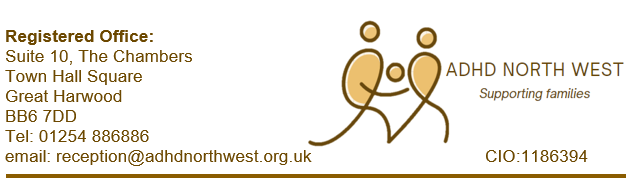 Registered Office:
Suite 10, The Chambers
Town Hall Square
Great Harwood
BB6 7DD
Tel: 01254 886886
email: reception@adhdnorthwest.org.uk
ADHD NORTH WEST
Supporting families
CIO:1186394